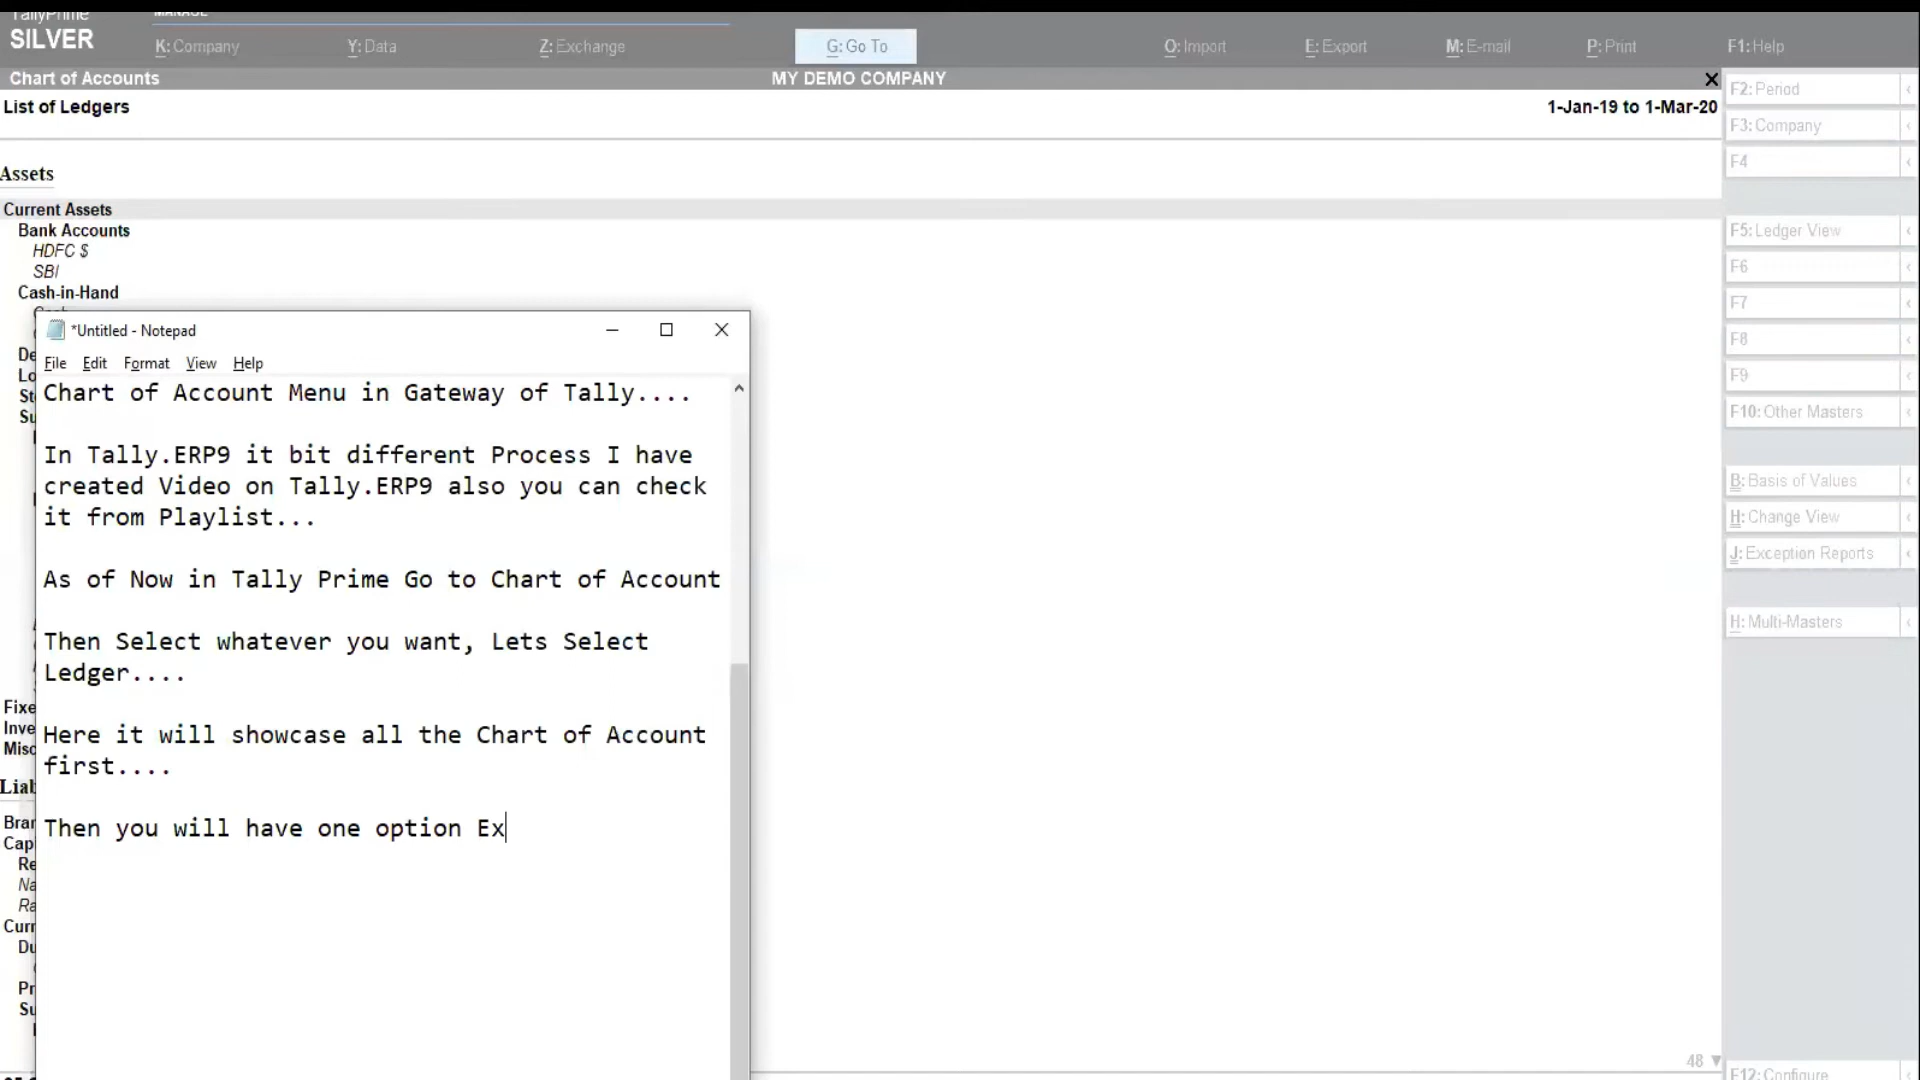 TallyPrime
MANAGE
SILVER
K: Company
Y: Data
Z: Exchange
G: Go To
O: Import
E: Export
M: E-mail
P: Print
F1: Help
Chart of Accounts
MY DEMO COMPANY
List of Ledgers
1-Jan-19 to 1-Mar-20
Assets
Current Assets
Bank Accounts
HDFC $
SBI
Cash-in-Hand
*Untitled - Notepad
File Edit Format View Help
Chart of Account Menu in Gateway of Tally....
In Tally.ERP9 it bit different Process I have
created Video on Tally.ERP9 also you can check
it from Playlist...
As of Now in Tally Prime Go to Chart of Account
Then Select whatever you want, Lets Select
Ledger....
Here it will showcase all the Chart of Account
first....
Then you will have one option Ex
F2: Period
F3: Company
F4
F5: Ledger View
F6
F7
F8
F9
F10: Other Masters
B: Basis of Values
H: Change View
J: Exception Reports
H: Multi-Masters
48
F12: Configure